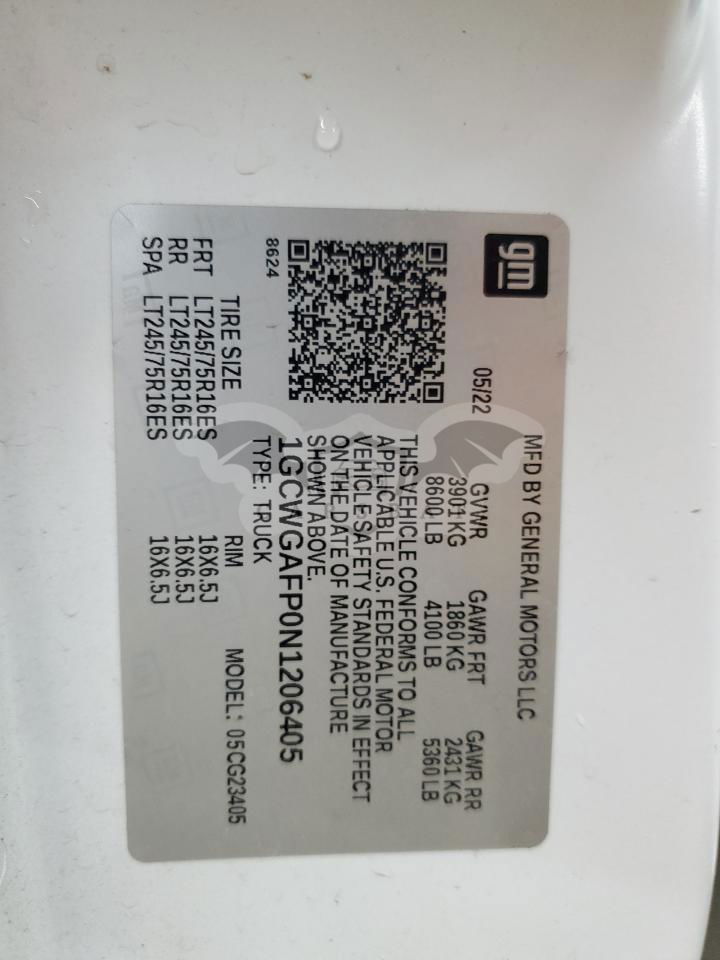 gm
MFD BY GENERAL MOTORS LLC
05/22 GVWR GAWR FRT GAWR RR
3901 KG 1860 KG 2431 KG
8600 LB 4100 LB 5360 LB
THIS VEHICLE CONFORMS TO ALL
APPLICABLE U.S. FEDERAL MOTOR
VEHICLE SAFETY STANDARDS IN EFFECT
ON THE DATE OF MANUFACTURE
SHOWN ABOVE.
1GCWGAFP0N1206405
8624 TYPE: TRUCK
TIRE SIZE RIM MODEL: 05CG23405
FRT LT245/75R16ES 16X6.5J
RR LT245/75R16ES 16X6.5J
SPA LT245/75R16ES 16X6.5J